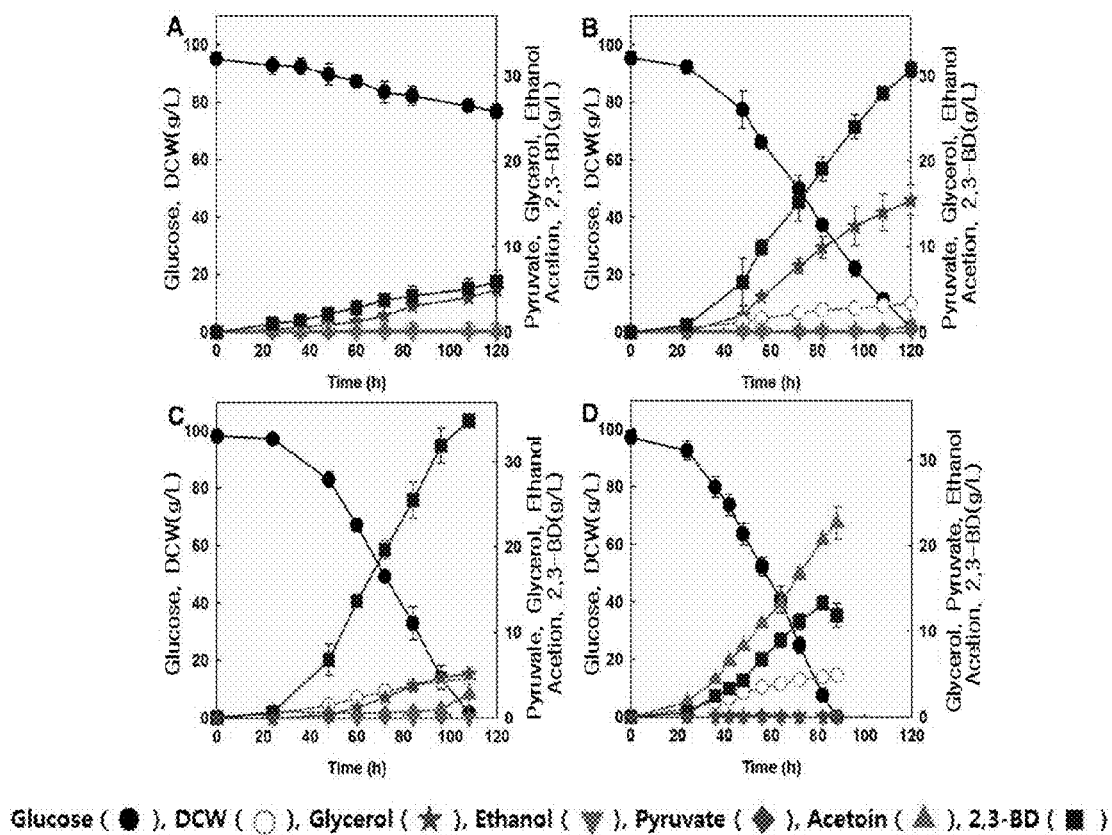 A
100
80
60
40
20
0
0 20 40 60 80 100 120
30
20
10
0
Glucose, DCW(g/L)
Pyruvate, Glycerol, Ethanol
Acetion, 2,3-BD(g/L)
Time (h)
B
100
80
60
40
20
0
0 20 40 60 80 100 120
30
20
10
0
Glucose, DCW(g/L)
Pyruvate, Glycerol, Ethanol
Acetion, 2,3-BD(g/L)
Time (h)
C
100
80
60
40
20
0
0 20 40 60 80 100 120
30
20
10
0
Glucose, DCW(g/L)
Pyruvate, Glycerol, Ethanol
Acetion, 2,3-BD(g/L)
Time (h)
D
100
80
60
40
20
0
0 20 40 60 80 100 120
30
20
10
0
Glucose, DCW(g/L)
Glycerol, Pyruvate, Ethanol
Acetion, 2,3-BD(g/L)
Time (h)
Glucose ( ), DCW ( ), Glycerol ( ), Ethanol ( ), Pyruvate ( ), Acetoin ( ), 2,3-BD ( )